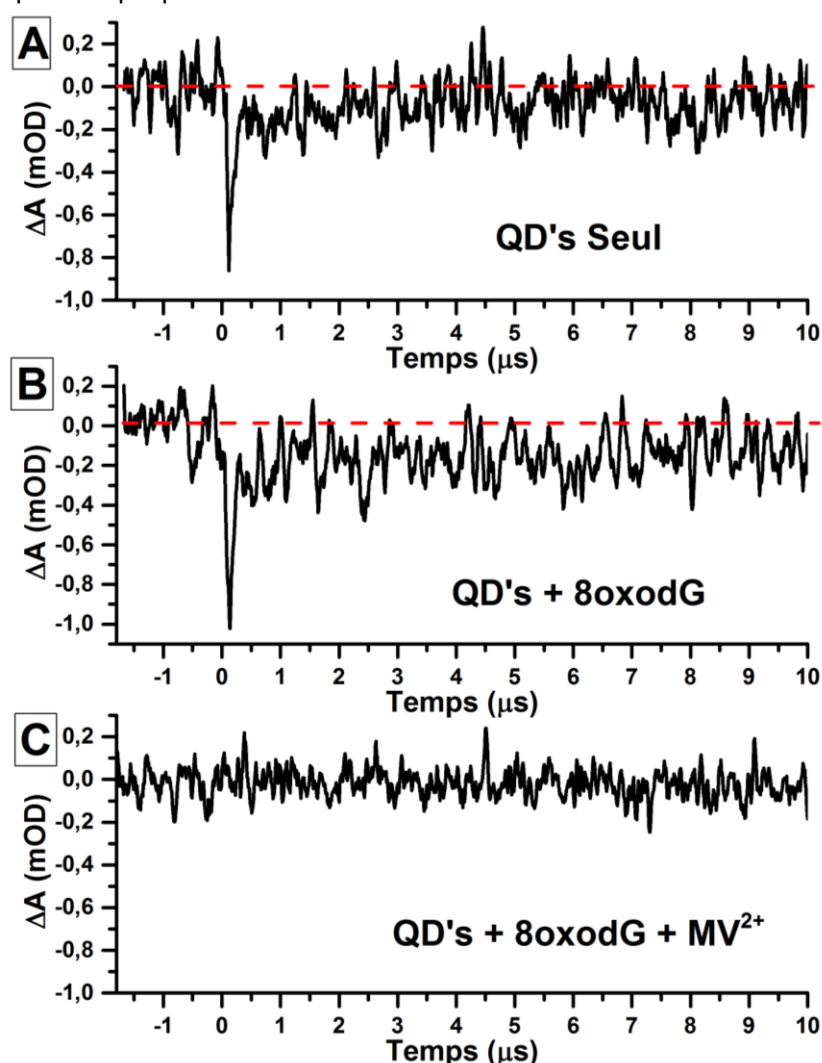 A
0,2
0,0
-0,2
-0,4
-0,6
-0,8
-1,0
ΔA (mOD)
QD's Seul
-1 0 1 2 3 4 5 6 7 8 9 10
Temps (μs)
B
0,2
0,0
-0,2
-0,4
-0,6
-0,8
-1,0
ΔA (mOD)
QD's + 8oxodG
-1 0 1 2 3 4 5 6 7 8 9 10
Temps (μs)
C
0,2
0,0
-0,2
-0,4
-0,6
-0,8
-1,0
ΔA (mOD)
QD's + 8oxodG + MV²⁺
-1 0 1 2 3 4 5 6 7 8 9 10
Temps (μs)